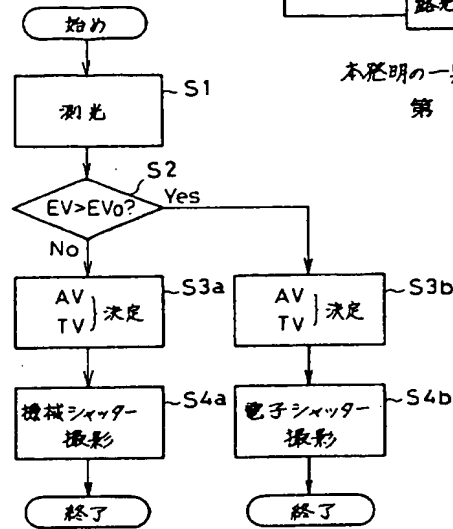 始め
本発明の一
第
測光
S1
S2
EV>EV0?
Yes
No
AV
TV } 決定
S3a
AV
TV } 決定
S3b
機械シャッター
撮影
S4a
電子シャッター
撮影
S4b
終了
終了